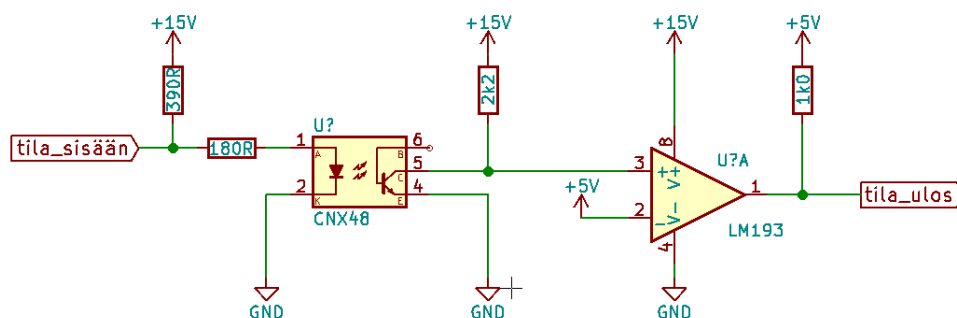 +15V
+15V
+15V
+5V
390R
2k2
1k0
tila_sisään
180R
U?
1
A
2
K
6
B
5
C
4
E
CNX48
+5V
3
2
+
−
V+
V-
8
4
1
U?A
LM193
tila_ulos
GND
GND
GND